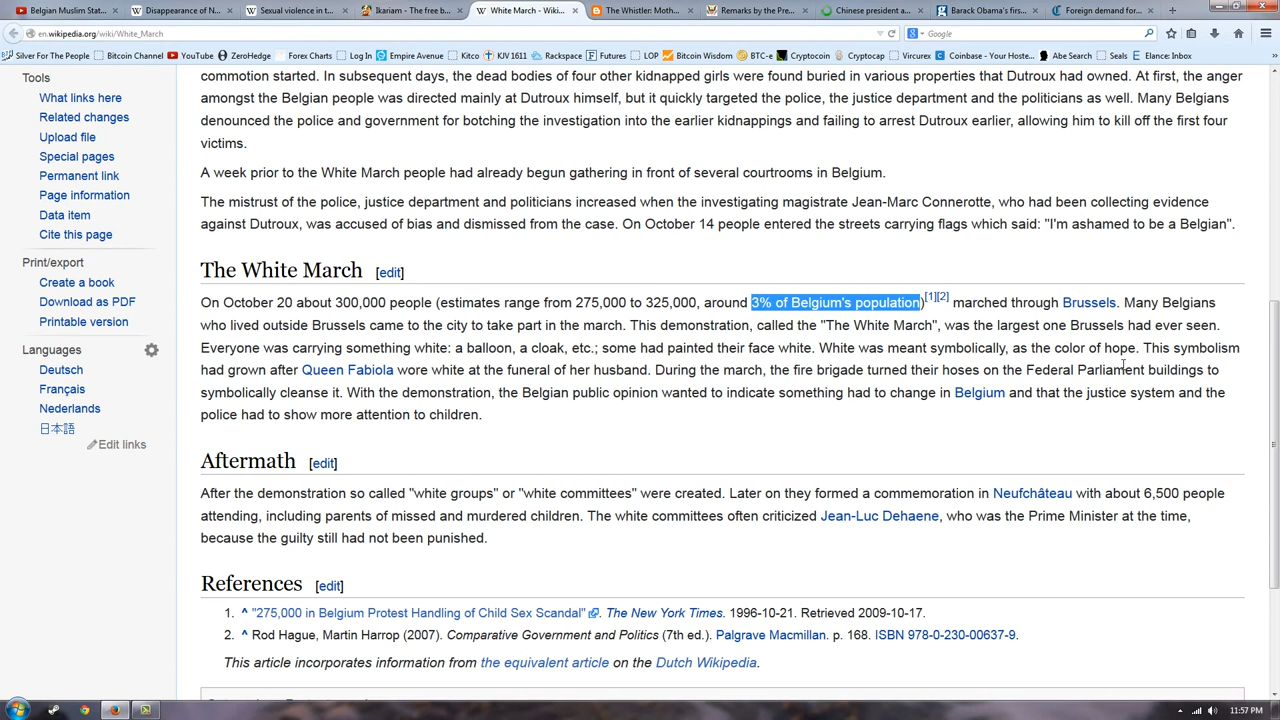 Belgian Muslim Stat...
Disappearance of N...
Sexual violence in t...
Ikariam - The free b...
White March - Wiki...
The Whistler: Moth...
Remarks by the Pre...
Chinese president a...
Barack Obama's firs...
Foreign demand for...
en.wikipedia.org/wiki/White_March
Google
Silver For The People
Bitcoin Channel
YouTube
ZeroHedge
Forex Charts
Log In
Empire Avenue
Kitco
KJV 1611
Rackspace
Futures
LOP
Bitcoin Wisdom
BTC-e
Cryptocoin
Cryptocap
Vircurex
Coinbase - Your Hoste...
Abe Search
Seals
Elance: Inbox
Tools
What links here
Related changes
Upload file
Special pages
Permanent link
Page information
Data item
Cite this page
Print/export
Create a book
Download as PDF
Printable version
Languages
Deutsch
Français
Nederlands
日本語
Edit links
commotion started. In subsequent days, the dead bodies of four other kidnapped girls were found buried in various properties that Dutroux had owned. At first, the anger
amongst the Belgian people was directed mainly at Dutroux himself, but it quickly targeted the police, the justice department and the politicians as well. Many Belgians
denounced the police and government for botching the investigation into the earlier kidnappings and failing to arrest Dutroux earlier, allowing him to kill off the first four
victims.
A week prior to the White March people had already begun gathering in front of several courtrooms in Belgium.
The mistrust of the police, justice department and politicians increased when the investigating magistrate Jean-Marc Connerotte, who had been collecting evidence
against Dutroux, was accused of bias and dismissed from the case. On October 14 people entered the streets carrying flags which said: "I'm ashamed to be a Belgian".
The White March [edit]
On October 20 about 300,000 people (estimates range from 275,000 to 325,000, around 3% of Belgium's population)[1][2] marched through Brussels. Many Belgians
who lived outside Brussels came to the city to take part in the march. This demonstration, called the "The White March", was the largest one Brussels had ever seen.
Everyone was carrying something white: a balloon, a cloak, etc.; some had painted their face white. White was meant symbolically, as the color of hope. This symbolism
had grown after Queen Fabiola wore white at the funeral of her husband. During the march, the fire brigade turned their hoses on the Federal Parliament buildings to
symbolically cleanse it. With the demonstration, the Belgian public opinion wanted to indicate something had to change in Belgium and that the justice system and the
police had to show more attention to children.
Aftermath [edit]
After the demonstration so called "white groups" or "white committees" were created. Later on they formed a commemoration in Neufchâteau with about 6,500 people
attending, including parents of missed and murdered children. The white committees often criticized Jean-Luc Dehaene, who was the Prime Minister at the time,
because the guilty still had not been punished.
References [edit]
1. ^ "275,000 in Belgium Protest Handling of Child Sex Scandal". The New York Times. 1996-10-21. Retrieved 2009-10-17.
2. ^ Rod Hague, Martin Harrop (2007). Comparative Government and Politics (7th ed.). Palgrave Macmillan. p. 168. ISBN 978-0-230-00637-9.
This article incorporates information from the equivalent article on the Dutch Wikipedia.
11:57 PM